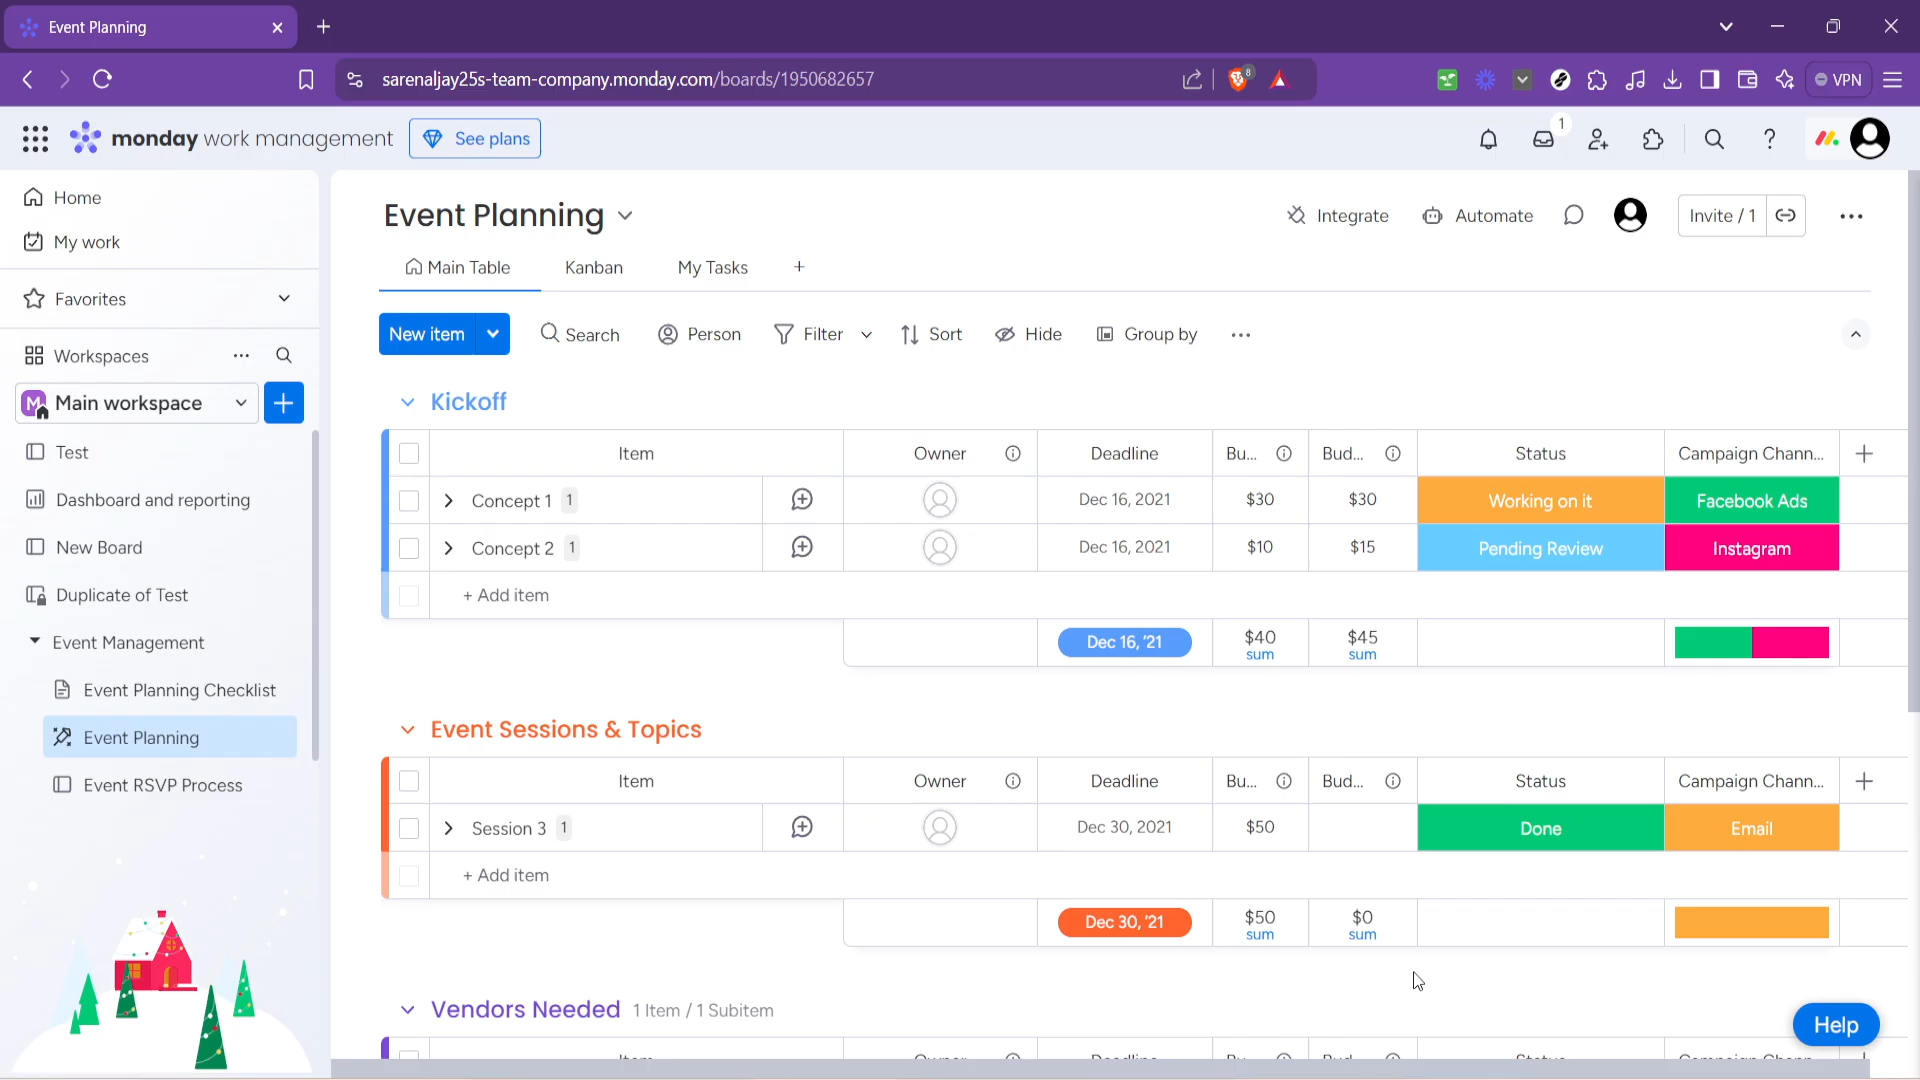 Event Planning
sarenaljay25s-team-company.monday.com/boards/1950682657
8
VPN
monday work management
See plans
1
Home
My work
Favorites
Workspaces
M
Main workspace
Test
Dashboard and reporting
New Board
Duplicate of Test
Event Management
Event Planning Checklist
Event Planning
Event RSVP Process
Event Planning
Integrate
Automate
Invite / 1
Main Table
Kanban
My Tasks
New item
Search
Person
Filter
Sort
Hide
Group by
Kickoff
Item Owner Deadline Bu... Bud... Status Campaign Chann...
Concept 1 1 Dec 16, 2021 $30 $30 Working on it Facebook Ads
Concept 2 1 Dec 16, 2021 $10 $15 Pending Review Instagram
+ Add item
Dec 16, '21 $40 $45
sum sum
Event Sessions & Topics
Item Owner Deadline Bu... Bud... Status Campaign Chann...
Session 3 1 Dec 30, 2021 $50 Done Email
+ Add item
Dec 30, '21 $50 $0
sum sum
Vendors Needed 1 Item / 1 Subitem
Help